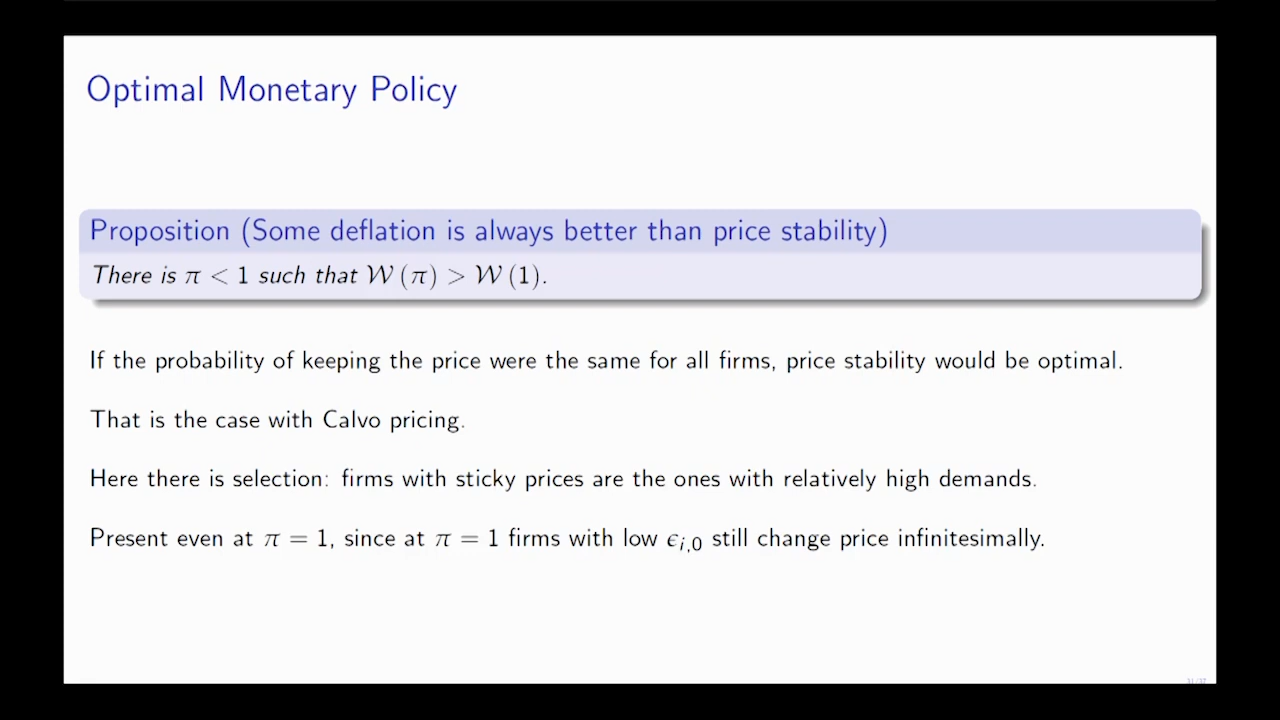 Optimal Monetary Policy
Proposition (Some deflation is always better than price stability)
There is π < 1 such that 𝒲 (π) > 𝒲 (1).
If the probability of keeping the price were the same for all firms, price stability would be optimal.
That is the case with Calvo pricing.
Here there is selection: firms with sticky prices are the ones with relatively high demands.
Present even at π = 1, since at π = 1 firms with low ϵi,0 still change price infinitesimally.